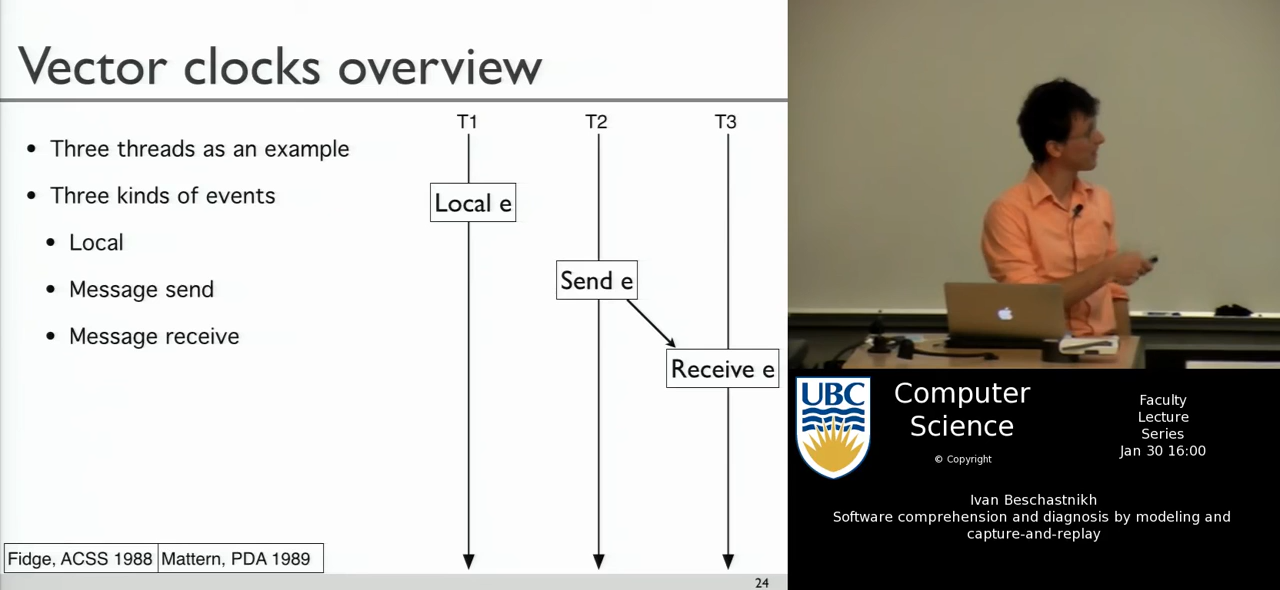 Vector clocks overview
• Three threads as an example
• Three kinds of events
• Local
• Message send
• Message receive
T1 T2 T3
Local e
Send e
Receive e
Fidge, ACSS 1988 Mattern, PDA 1989
24
UBC
Computer
Science
© Copyright
Faculty
Lecture
Series
Jan 30 16:00
Ivan Beschastnikh
Software comprehension and diagnosis by modeling and
capture-and-replay